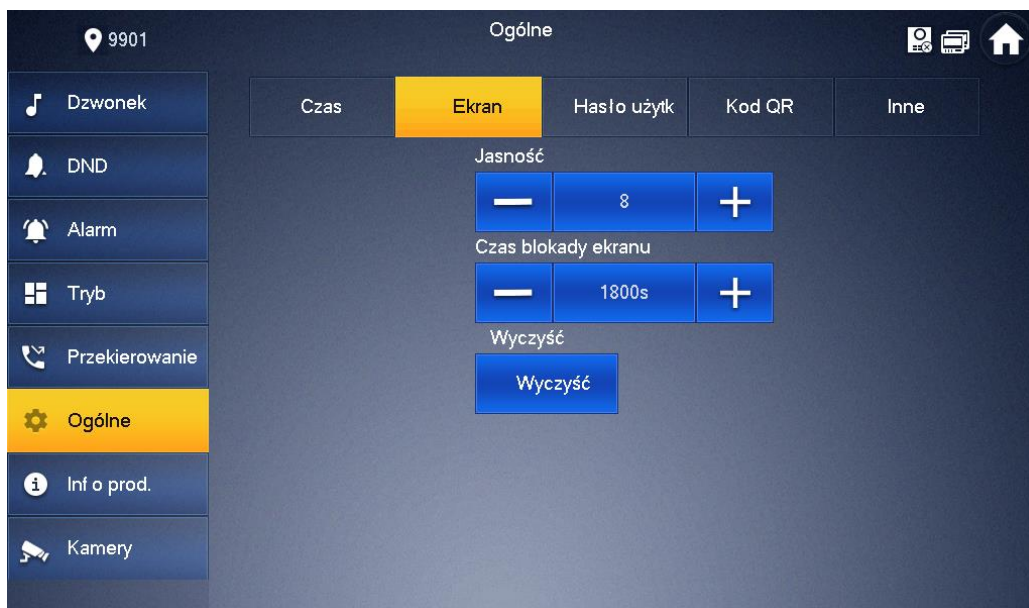 9901
Ogólne
Dzwonek
DND
Alarm
Tryb
Przekierowanie
Ogólne
Inf o prod.
Kamery
Czas
Ekran
Hasło użytk
Kod QR
Inne
Jasność
8
Czas blokady ekranu
1800s
Wyczyść
Wyczyść